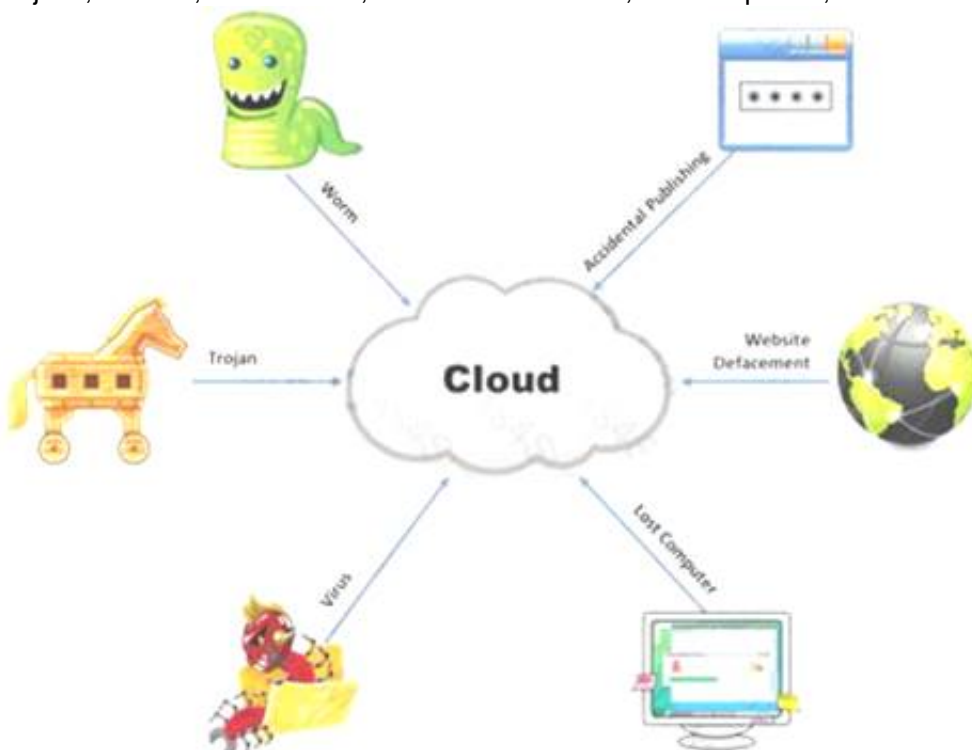 Worm
Accidental Publishing
Trojan
Cloud
Website
Defacement
Virus
Lost Computer